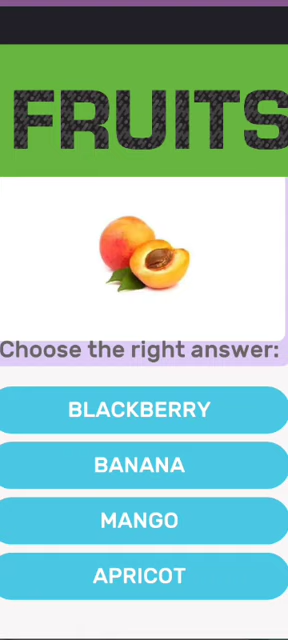 FRUITS
Choose the right answer:
BLACKBERRY
BANANA
MANGO
APRICOT